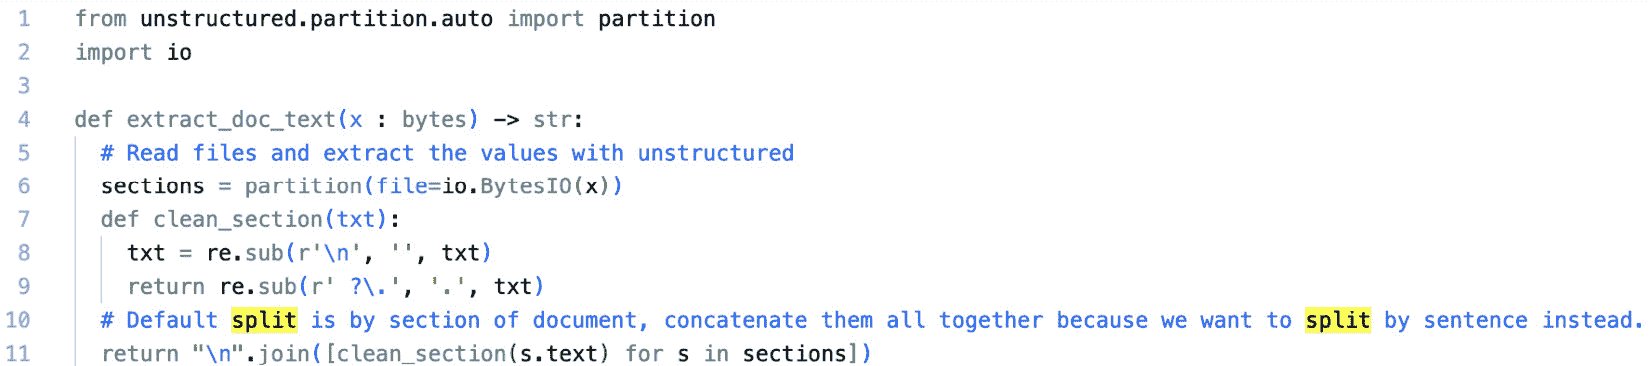 1 from unstructured.partition.auto import partition
2 import io
3
4 def extract_doc_text(x : bytes) -> str:
5   # Read files and extract the values with unstructured
6   sections = partition(file=io.BytesIO(x))
7   def clean_section(txt):
8     txt = re.sub(r'\n', '', txt)
9     return re.sub(r' ?\.', '.', txt)
10   # Default split is by section of document, concatenate them all together because we want to split by sentence instead.
11   return "\n".join([clean_section(s.text) for s in sections])